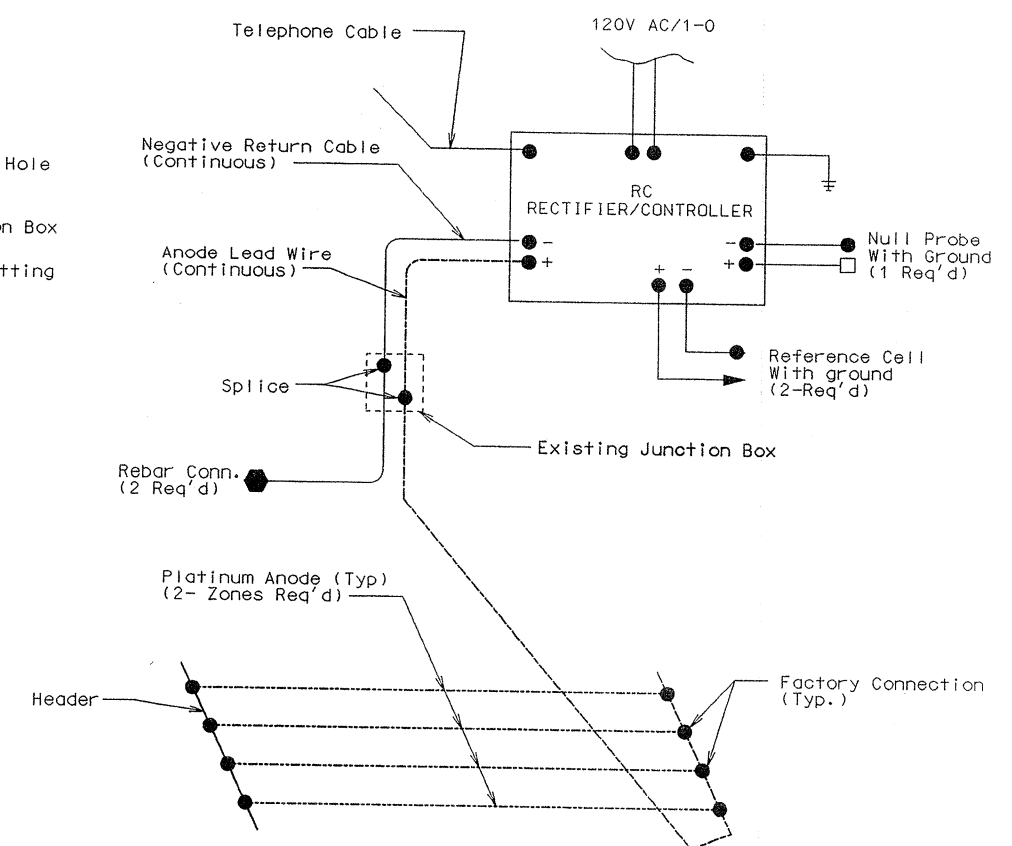 Telephone Cable
120V AC/1-O
Negative Return Cable
(Continuous)
Hole
RC
RECTIFIER/CONTROLLER
on Box
Anode Lead Wire
(Continuous)
tting
-
+
-
+
+ -
Null Probe
With Ground
(1 Req'd)
Reference Cell
With ground
(2-Req'd)
Splice
Existing Junction Box
Rebar Conn.
(2 Req'd)
Platinum Anode (Typ)
(2- Zones Req'd)
Header
Factory Connection
(Typ.)